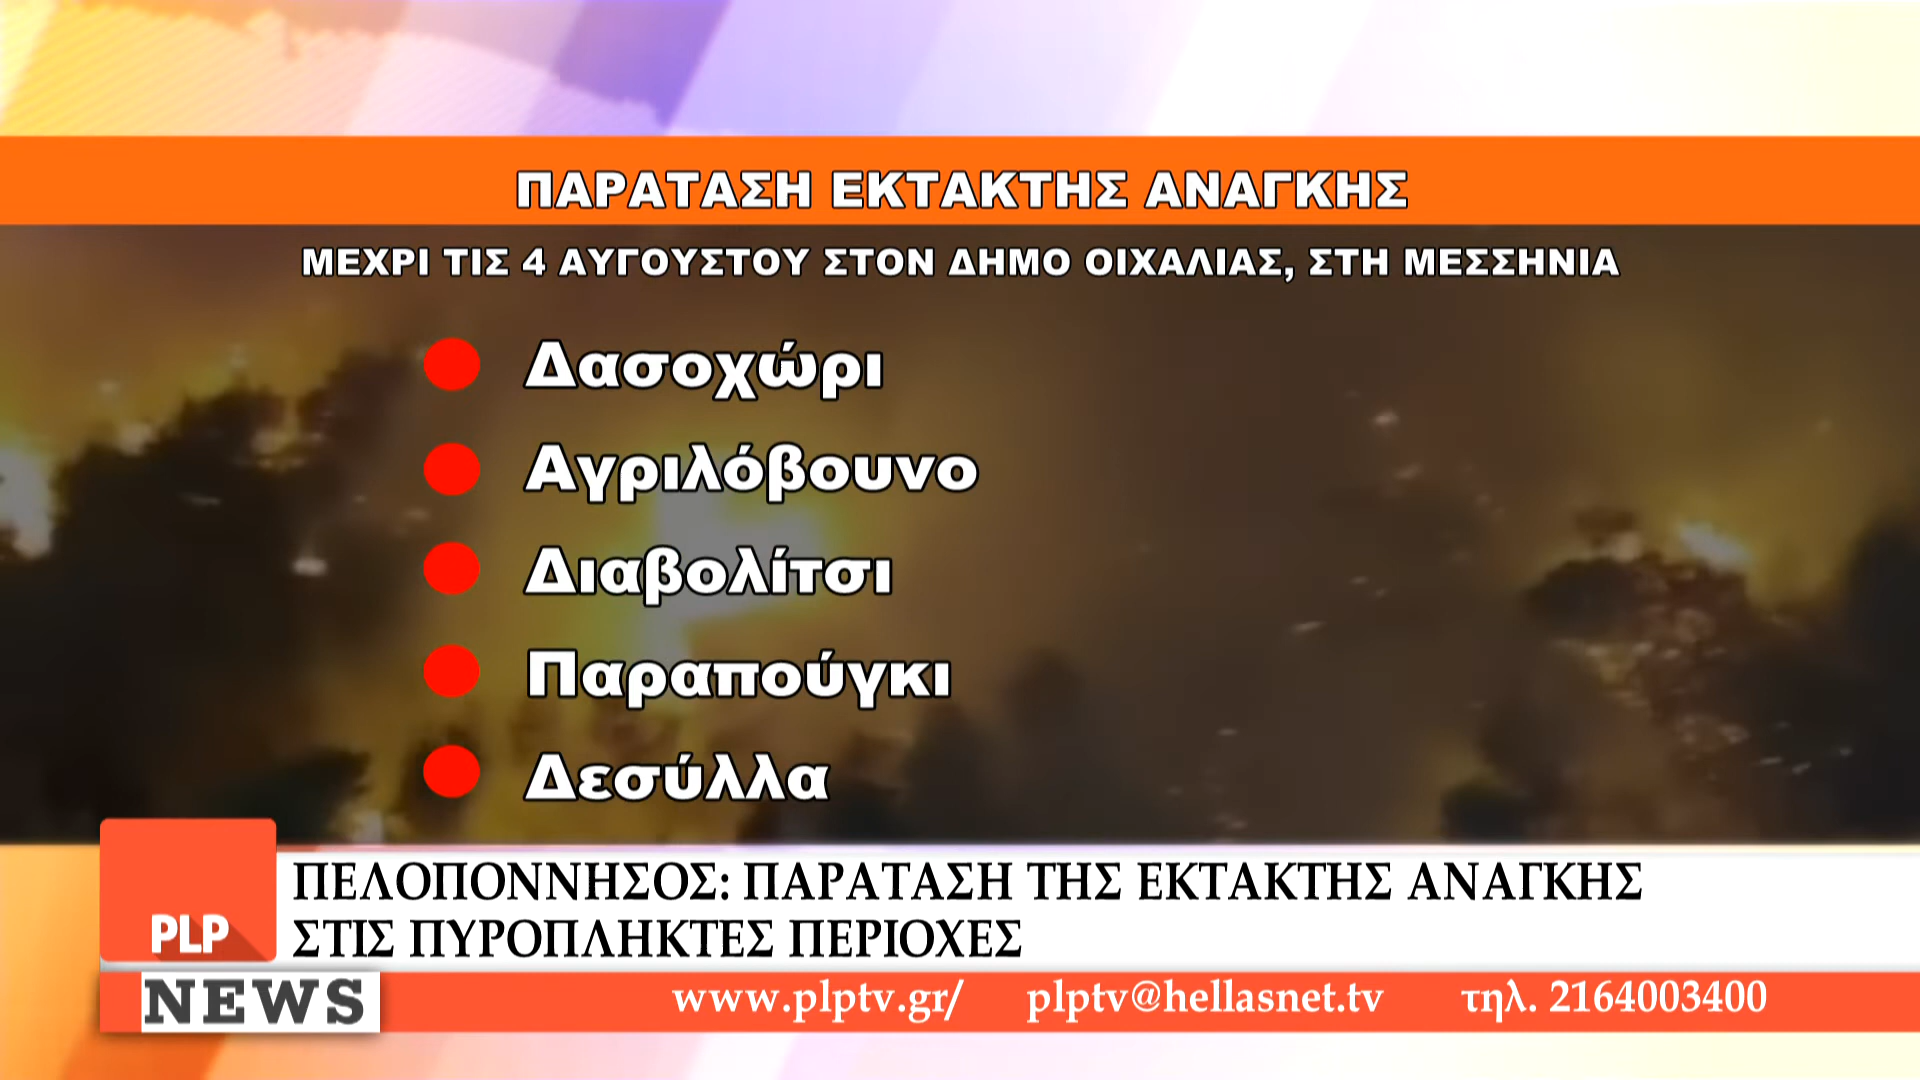 ΠΑΡΑΤΑΣΗ ΕΚΤΑΚΤΗΣ ΑΝΑΓΚΗΣ
ΜΕΧΡΙ ΤΙΣ 4 ΑΥΓΟΥΣΤΟΥ ΣΤΟΝ ΔΗΜΟ ΟΙΧΑΛΙΑΣ, ΣΤΗ ΜΕΣΣΗΝΙΑ
Δασοχώρι
Αγριλόβουνο
Διαβολίτσι
Παραπούγκι
Δεσύλλα
ΠΕΛΟΠΟΝΝΗΣΟΣ: ΠΑΡΑΤΑΣΗ ΤΗΣ ΕΚΤΑΚΤΗΣ ΑΝΑΓΚΗΣ
ΣΤΙΣ ΠΥΡΟΠΛΗΚΤΕΣ ΠΕΡΙΟΧΕΣ
PLP
NEWS
www.plptv.gr/ plptv@hellasnet.tv τηλ. 2164003400